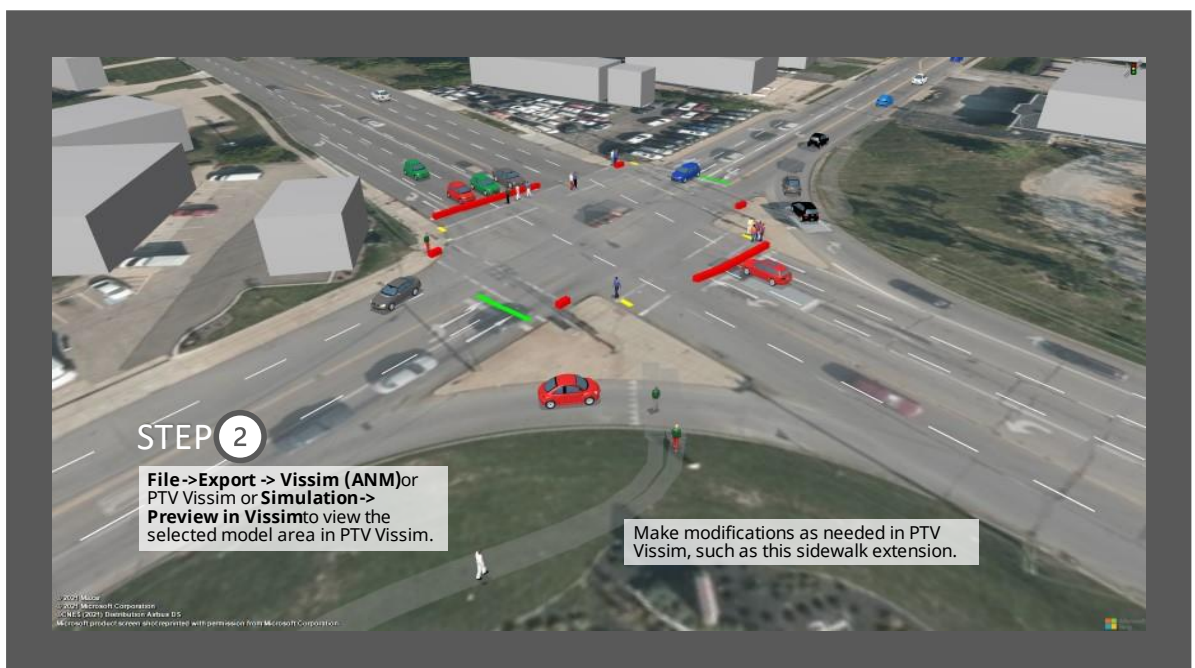 STEP 2
File->Export -> Vissim (ANM)or
PTV Vissim or Simulation->
Preview in Vissimto view the
selected model area in PTV Vissim.
Make modifications as needed in PTV
Vissim, such as this sidewalk extension.
© 2021 Maxar
© 2021 Microsoft Corporation
CNES (2021) Distribution Airbus DS
Microsoft product screen shot reprinted with permission from Microsoft Corporation
Microsoft
Bing